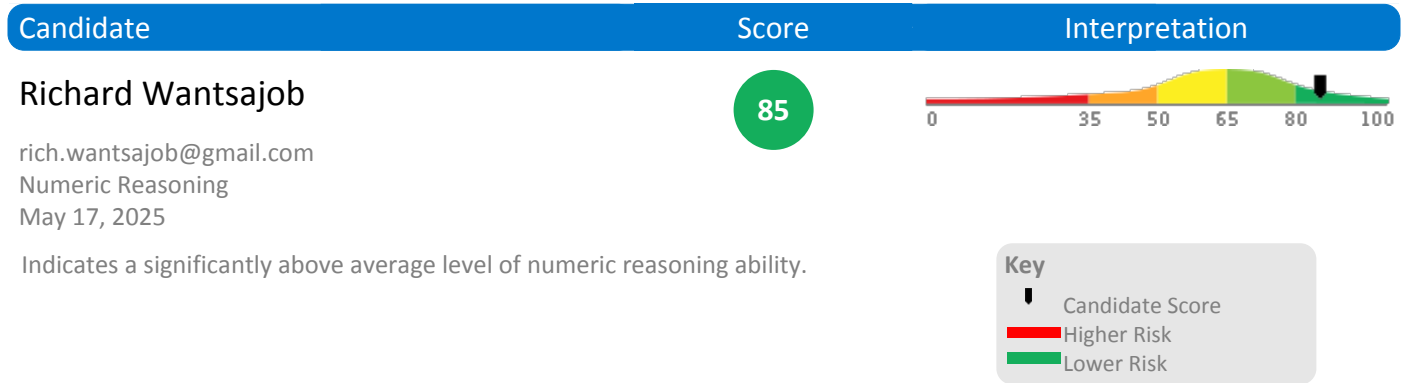 Candidate Score Interpretation
Richard Wantsajob
85
0 35 50 65 80 100
rich.wantsajob@gmail.com
Numeric Reasoning
May 17, 2025
Indicates a significantly above average level of numeric reasoning ability.
Key
Candidate Score
Higher Risk
Lower Risk